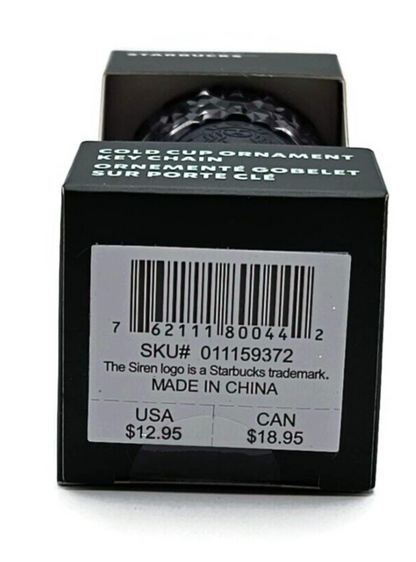 STARBUCKS
COLD CUP ORNAMENT
KEY CHAIN
ORNEMENTÉ GOBELET
SUR PORTE CLÉ
7 62111 80044 2
SKU# 011159372
The Siren logo is a Starbucks trademark.
MADE IN CHINA
USA CAN
$12.95 $18.95